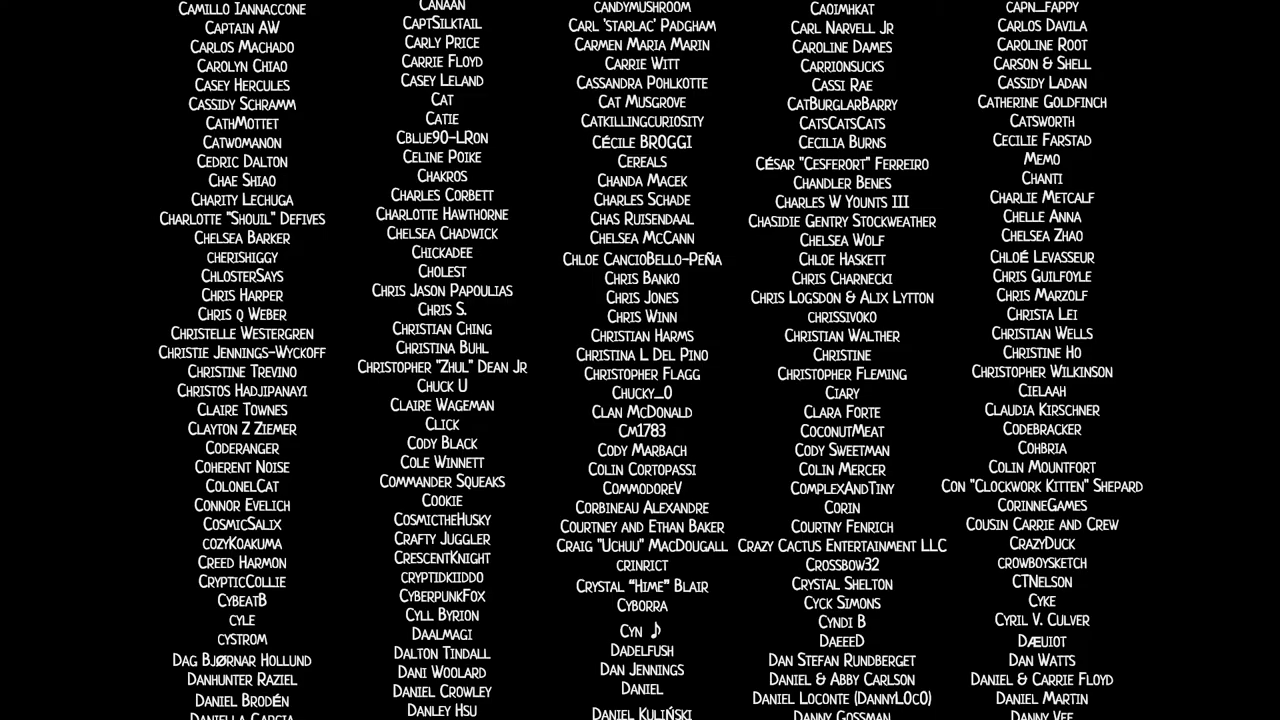 Camillo Iannaccone
Captain AW
Carlos Machado
Carolyn Chiao
Casey Hercules
Cassidy Schramm
CathMottet
Catwomanon
Cedric Dalton
Chae Shiao
Charity Lechuga
Charlotte "Shouil" Defives
Chelsea Barker
cherishiggy
ChlosterSays
Chris Harper
Chris Q Weber
Christelle Westergren
Christie Jennings-Wyckoff
Christine Trevino
Christos Hadjipanayi
Claire Townes
Clayton Z Ziemer
Coderanger
Coherent Noise
ColonelCat
Connor Evelich
CosmicSalix
cozyKoakuma
Creed Harmon
CrypticCollie
CybeatB
cyle
cystrom
Dag Bjørnar Hollund
Danhunter Raziel
Daniel Brodén
Daniella Garcia
Canaan
CaptSilktail
Carly Price
Carrie Floyd
Casey Leland
Cat
Catie
Cblue90-LRon
Celine Poike
Chakros
Charles Corbett
Charlotte Hawthorne
Chelsea Chadwick
Chickadee
Cholest
Chris Jason Papoulias
Chris S.
Christian Ching
Christina Buhl
Christopher "Zhul" Dean Jr
Chuck U
Claire Wageman
Click
Cody Black
Cole Winnett
Commander Squeaks
Cookie
CosmictheHusky
Crafty Juggler
CrescentKnight
cryptidkiiddo
CyberpunkFox
Cyll Byrion
Daalmagi
Dalton Tindall
Dani Woolard
Daniel Crowley
Danley Hsu
Candymushroom
Carl 'starlac' Padgham
Carmen Maria Marin
Carrie Witt
Cassandra Pohlkotte
Cat Musgrove
Catkillingcuriosity
Cécile BROGGI
Cereals
Chanda Macek
Charles Schade
Chas Ruisendaal
Chelsea McCann
Chloe CancioBello-Peña
Chris Banko
Chris Jones
Chris Winn
Christian Harms
Christina L Del Pino
Christopher Flagg
Chucky_0
Clan McDonald
Cm1783
Cody Marbach
Colin Cortopassi
CommodoreV
Corbineau Alexandre
Courtney and Ethan Baker
Craig "Uchuu" MacDougall
crinrict
Crystal “Hime” Blair
Cyborra
Cyn ♪
Dadelfush
Dan Jennings
Daniel
Daniel Kuliński
Caoimhkat
Carl Narvell Jr
Caroline Dames
Carrionsucks
Cassi Rae
CatBurglarBarry
CatsCatsCats
Cecilia Burns
César "Cesferort" Ferreiro
Chandler Benes
Charles W Younts III
Chasidie Gentry Stockweather
Chelsea Wolf
Chloe Haskett
Chris Charnecki
Chris Logsdon & Alix Lytton
chrissivoko
Christian Walther
Christine
Christopher Fleming
Ciary
Clara Forte
CoconutMeat
Cody Sweetman
Colin Mercer
ComplexAndTiny
Corin
Courtny Fenrich
Crazy Cactus Entertainment LLC
Crossbow32
Crystal Shelton
Cyck Simons
Cyndi B
DaeeeD
Dan Stefan Rundberget
Daniel & Abby Carlson
Daniel Loconte (DannyL0c0)
Danny Gossman
capn_fappy
Carlos Davila
Caroline Root
Carson & Shell
Cassidy Ladan
Catherine Goldfinch
Catsworth
Cecilie Farstad
Memo
Chanti
Charlie Metcalf
Chelle Anna
Chelsea Zhao
Chloé Levasseur
Chris Guilfoyle
Chris Marzolf
Christa Lei
Christian Wells
Christine Ho
Christopher Wilkinson
Cielaah
Claudia Kirschner
Codebracker
Cohbria
Colin Mountfort
Con "Clockwork Kitten" Shepard
CorinneGames
Cousin Carrie and Crew
CrazyDuck
crowboysketch
CTNelson
Cyke
Cyril V. Culver
Dæuiot
Dan Watts
Daniel & Carrie Floyd
Daniel Martin
Danny Vee